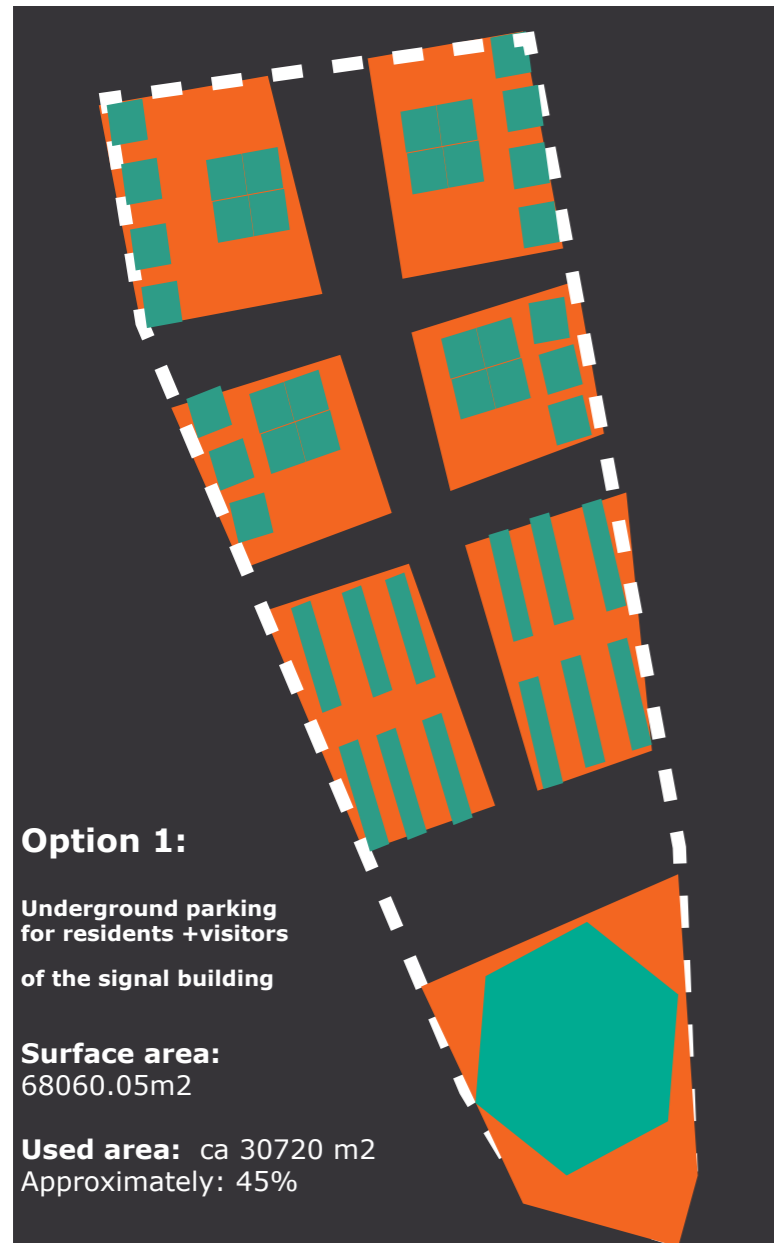 Option 1:
Underground parking
for residents +visitors
of the signal building
Surface area:
68060.05m2
Used area: ca 30720 m2
Approximately: 45%